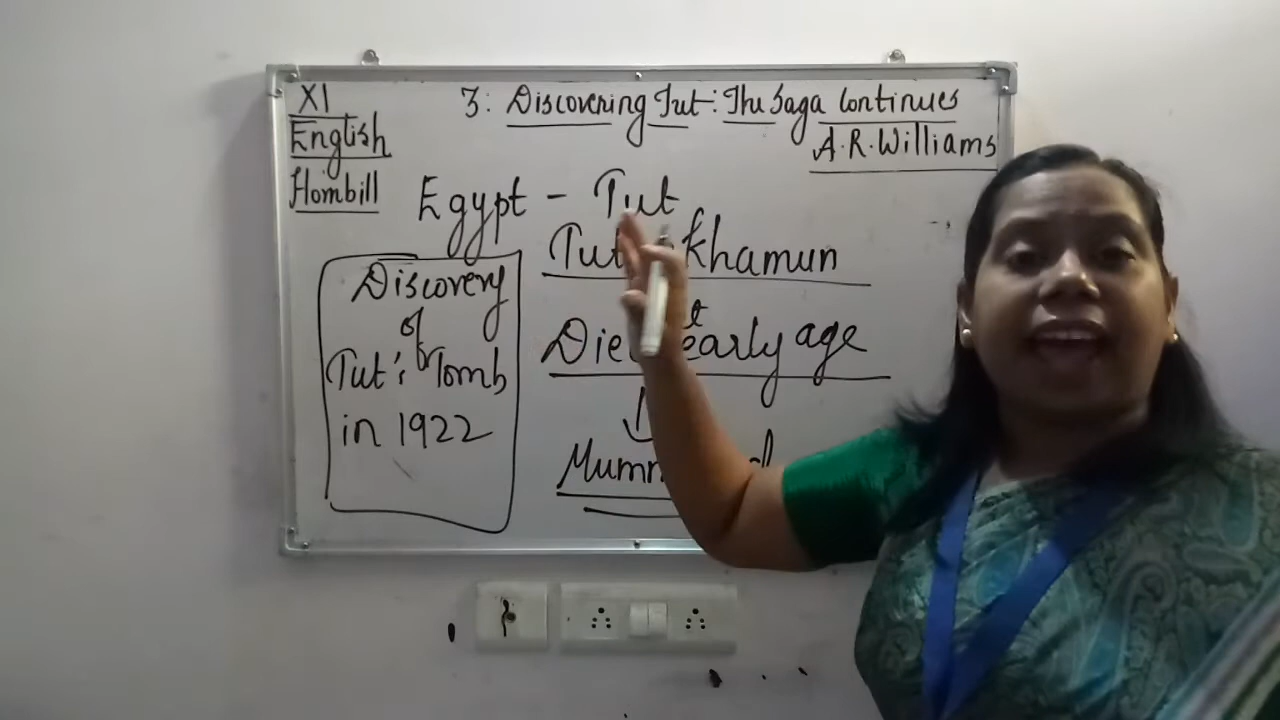 XI
English
Hornbill
3: Discovering Tut: The Saga Continues
A.R.Williams
Egypt - Tut
khamun
early age
Discovery
of
Tut's Tomb
in 1922